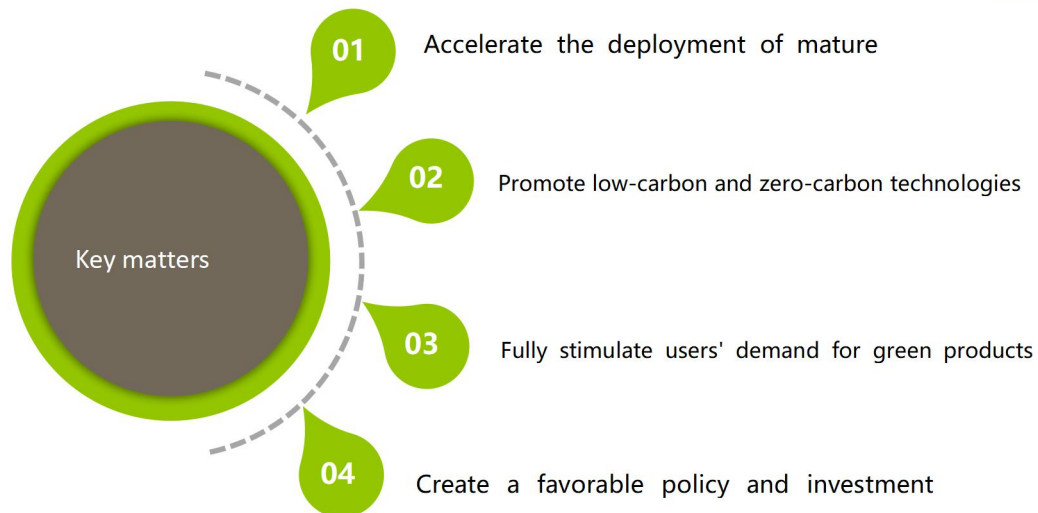 01
Accelerate the deployment of mature
02
Promote low-carbon and zero-carbon technologies
Key matters
03
Fully stimulate users' demand for green products
04
Create a favorable policy and investment